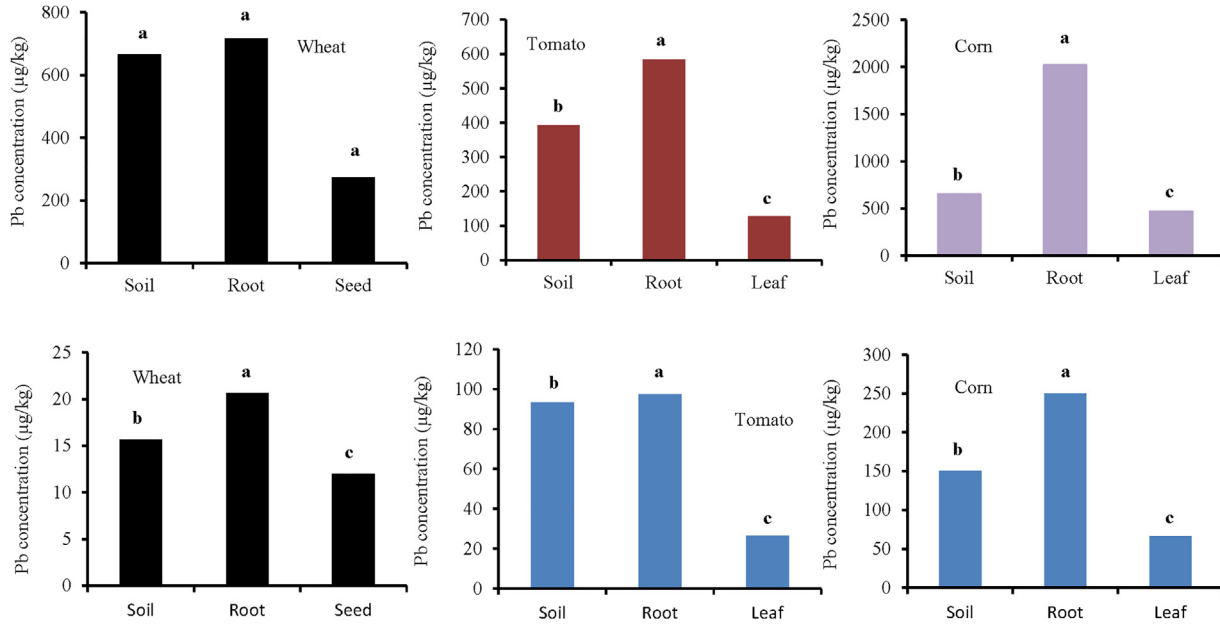 Pb concentration (µg/kg)
800
600
400
200
0
a
a
a
Wheat
Soil Root Seed
Pb concentration (µg/kg)
700
600
500
400
300
200
100
0
Tomato
b
a
c
Soil Root Leaf
Pb concentration (µg/kg)
2500
2000
1500
1000
500
0
Corn
b
a
c
Soil Root Leaf
Pb concentration (µg/kg)
25
20
15
10
5
0
Wheat
b
a
c
Soil Root Seed
Pb concentration (µg/kg)
120
100
80
60
40
20
0
b
a
c
Tomato
Soil Root Leaf
Pb concentration (µg/kg)
300
250
200
150
100
50
0
Corn
b
a
c
Soil Root Leaf